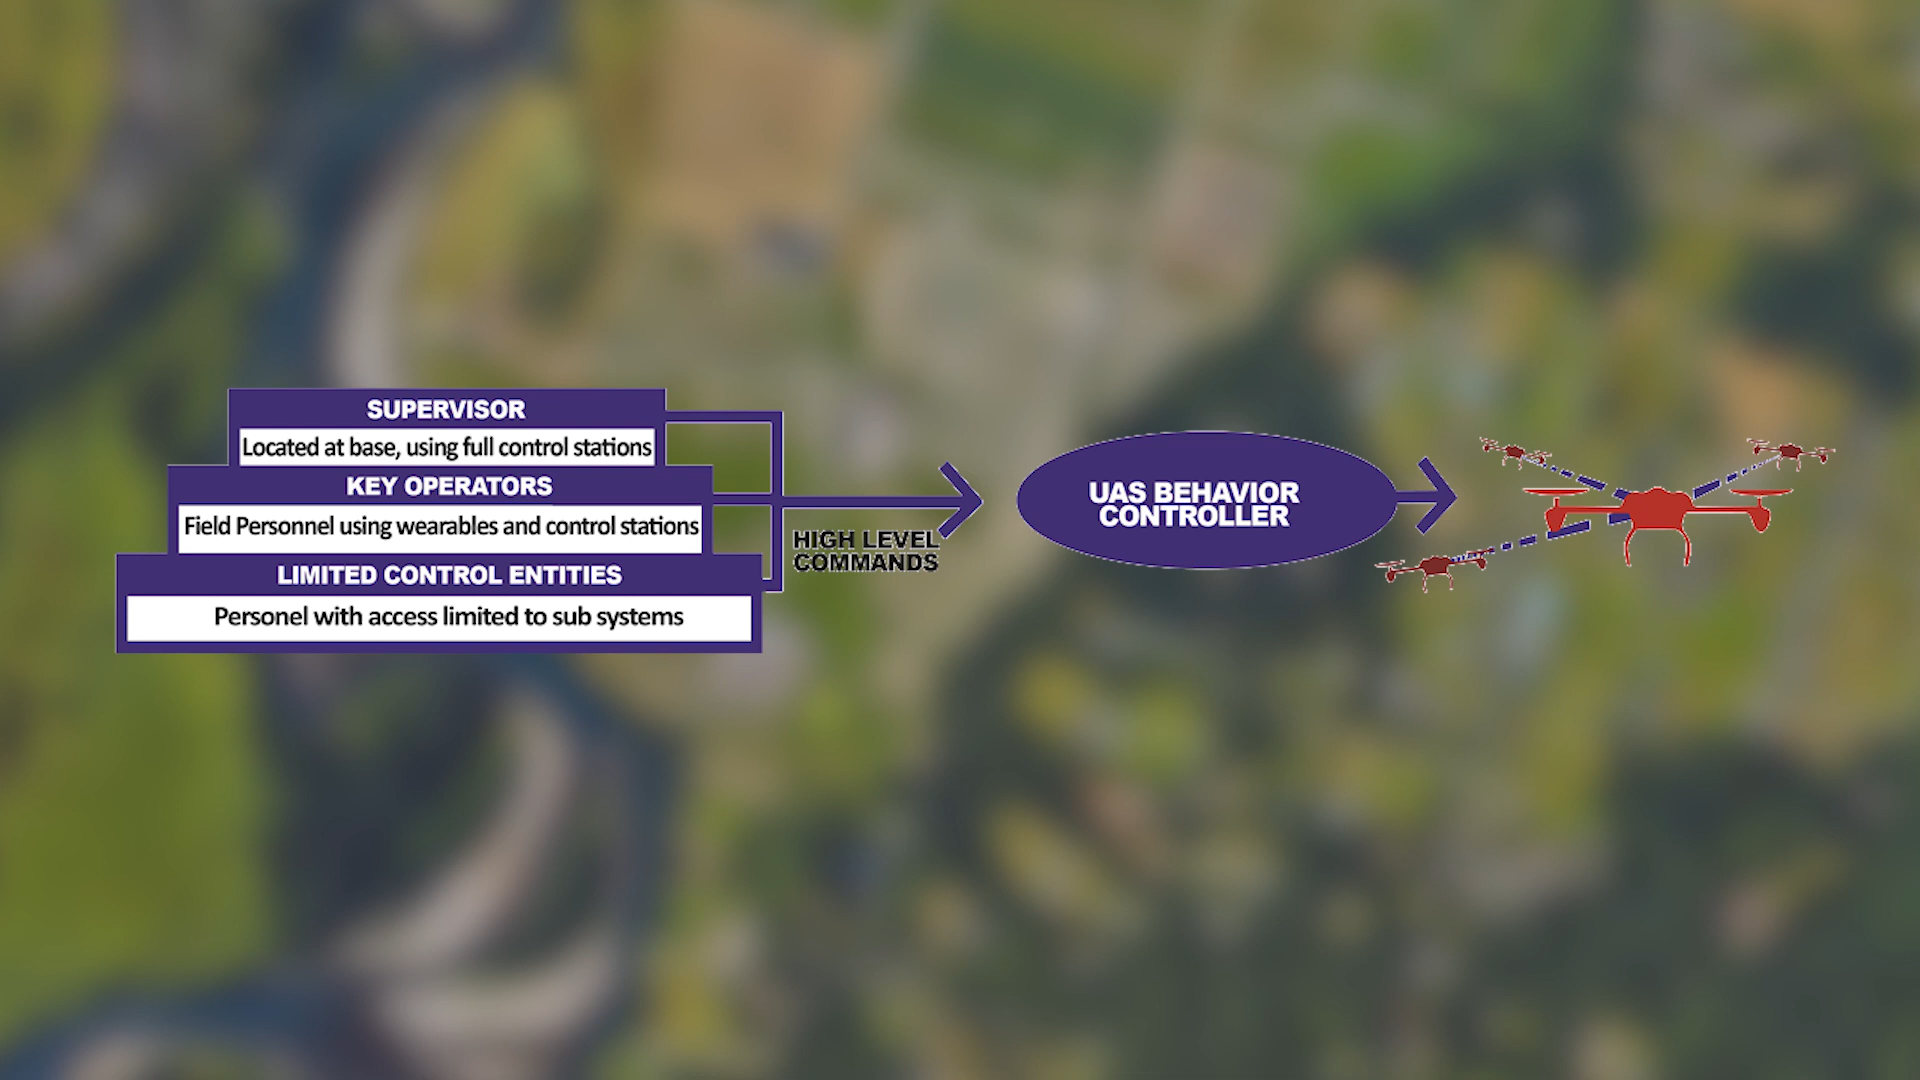 SUPERVISOR
Located at base, using full control stations
KEY OPERATORS
Field Personnel using wearables and control stations
LIMITED CONTROL ENTITIES
Personel with access limited to sub systems
HIGH LEVEL
COMMANDS
UAS BEHAVIOR
CONTROLLER